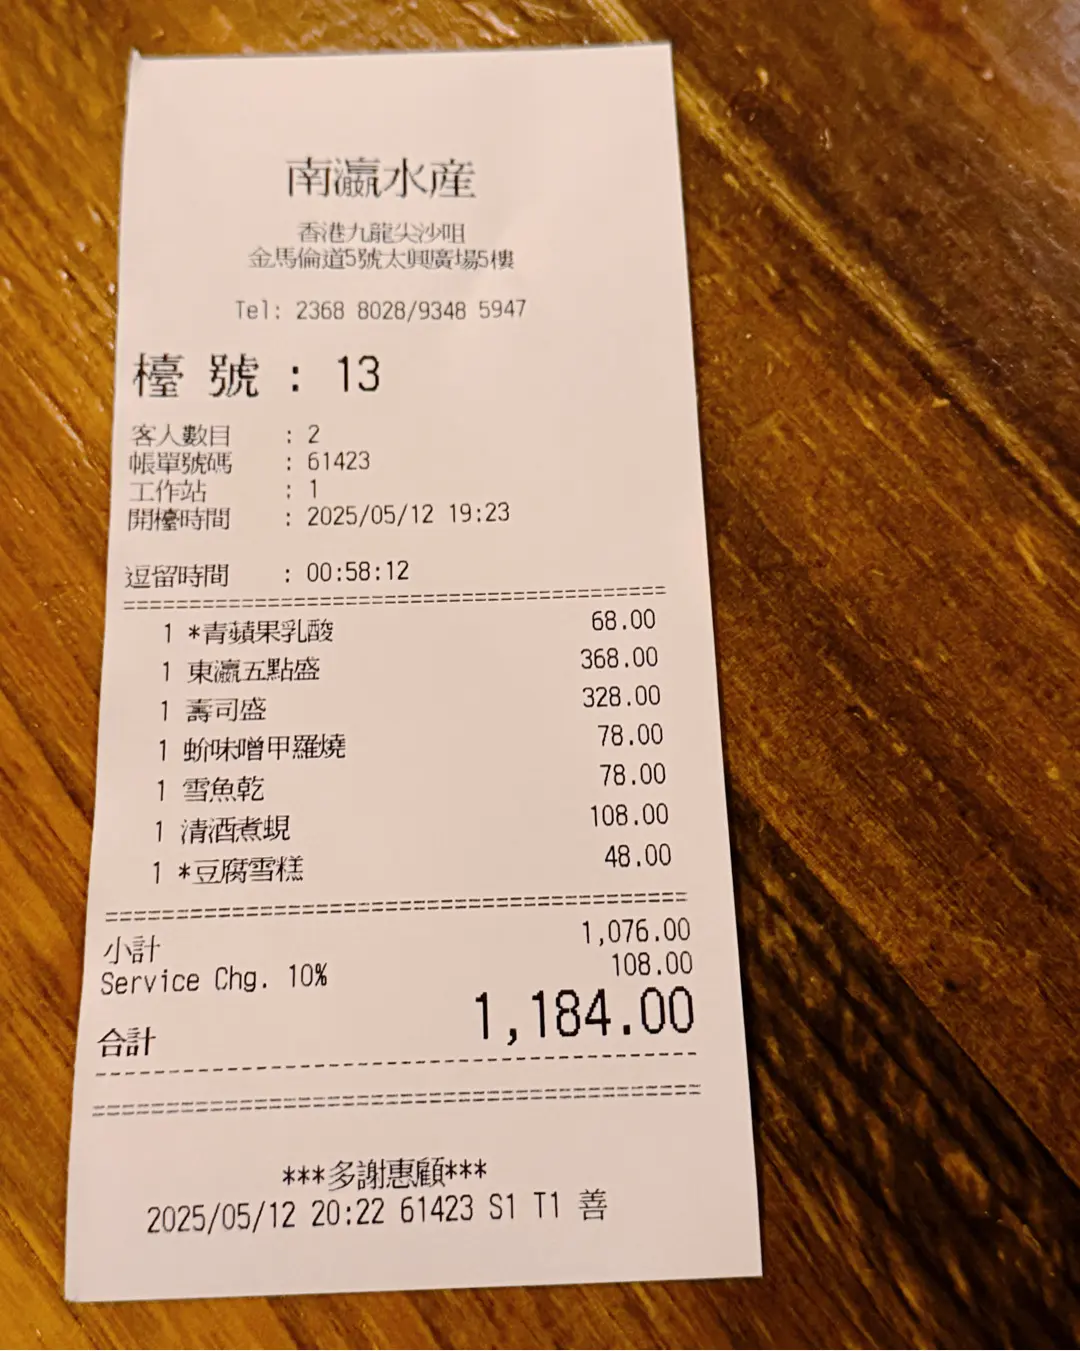 南瀛水産
香港九龍尖沙咀
金馬倫道5號太興廣場5樓
Tel: 2368 8028/9348 5947
檯 號 : 13
客人數目 : 2
帳單號碼 : 61423
工作站 : 1
開檯時間 : 2025/05/12 19:23
逗留時間 : 00:58:12
1 *青蘋果乳酸 68.00
1 東瀛五點盛 368.00
1 壽司盛 328.00
1 蚧味噌甲羅燒 78.00
1 雪魚乾 78.00
1 清酒煮蜆 108.00
1 *豆腐雪糕 48.00
小計 1,076.00
Service Chg. 10% 108.00
合計 1,184.00
***多謝惠顧***
2025/05/12 20:22 61423 S1 T1 善